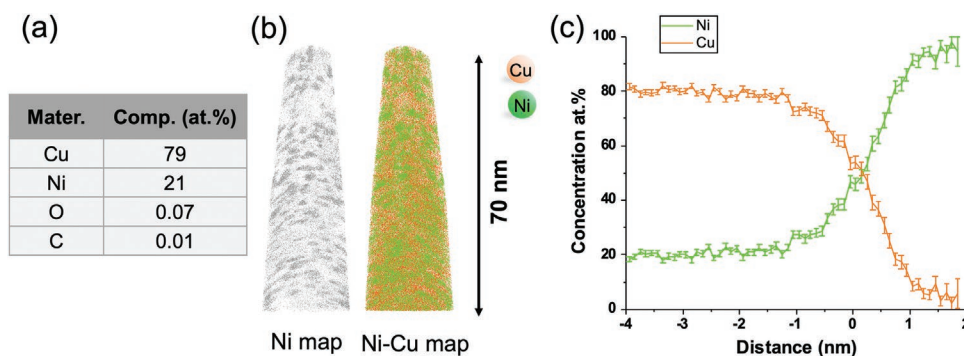 (a)
Mater. Comp. (at.%)
Cu 79
Ni 21
O 0.07
C 0.01
(b)
Cu
Ni
70 nm
Ni map Ni-Cu map
(c)
Ni
Cu
Concentration at.%
100
80
60
40
20
0
-4 -3 -2 -1 0 1 2
Distance (nm)